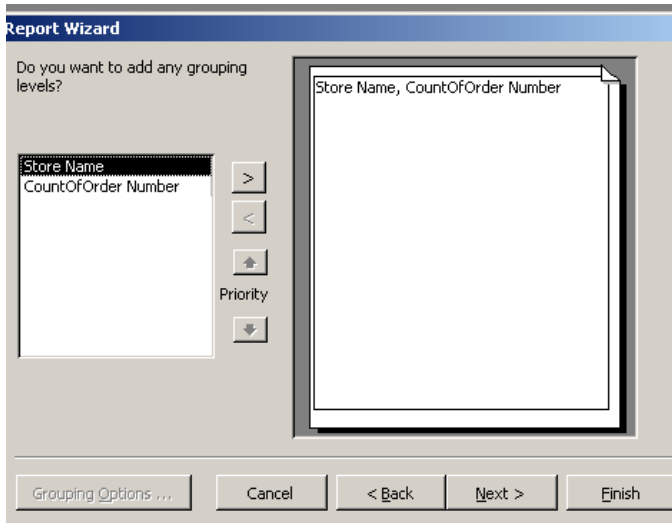 Report Wizard
Do you want to add any grouping
levels?
Store Name
CountOfOrder Number
>
<
Priority
Store Name, CountOfOrder Number
Grouping Options ...
Cancel
< Back
Next >
Finish